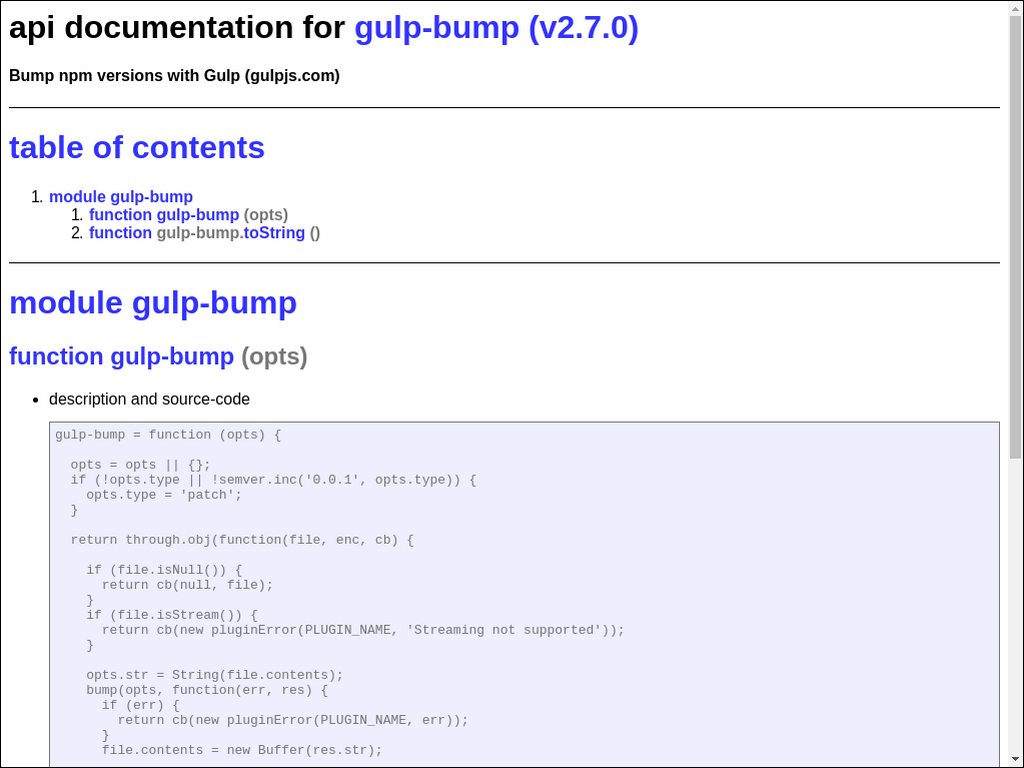 api documentation for gulp-bump (v2.7.0)
Bump npm versions with Gulp (gulpjs.com)
table of contents
1. module gulp-bump
1. function gulp-bump (opts)
2. function gulp-bump.toString ()
module gulp-bump
function gulp-bump (opts)
• description and source-code
gulp-bump = function (opts) {
  opts = opts || {};
  if (!opts.type || !semver.inc('0.0.1', opts.type)) {
    opts.type = 'patch';
  }
  return through.obj(function(file, enc, cb) {
    if (file.isNull()) {
      return cb(null, file);
    }
    if (file.isStream()) {
      return cb(new pluginError(PLUGIN_NAME, 'Streaming not supported'));
    }
    opts.str = String(file.contents);
    bump(opts, function(err, res) {
      if (err) {
        return cb(new pluginError(PLUGIN_NAME, err));
      }
      file.contents = new Buffer(res.str);